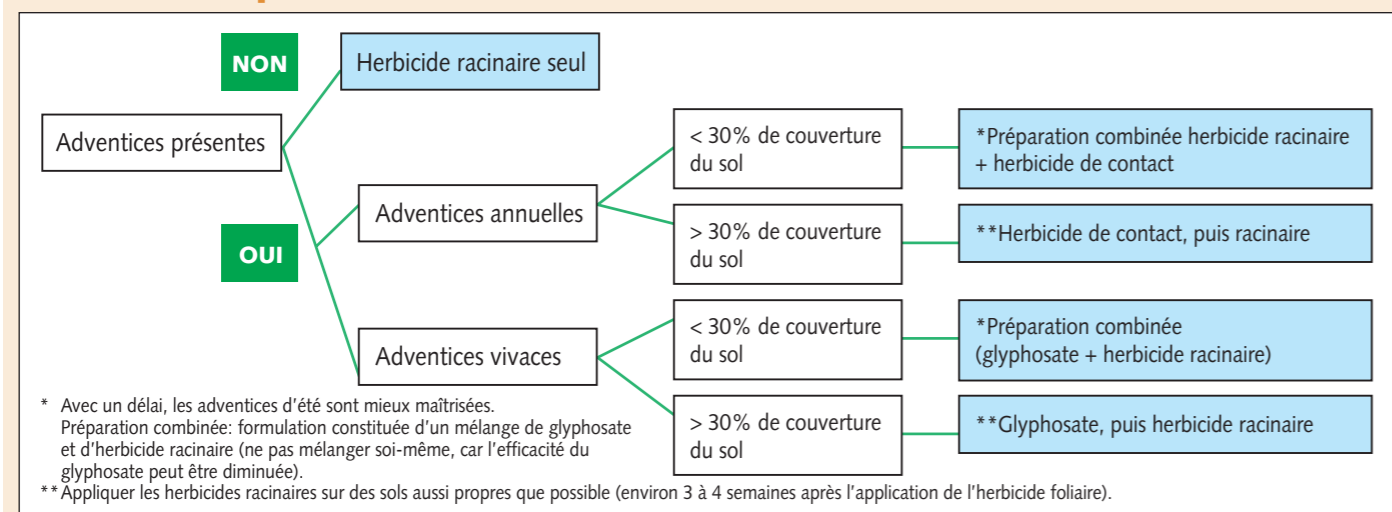 NON
Herbicide racinaire seul
Adventices présentes
OUI
Adventices annuelles
< 30% de couverture
du sol
*Préparation combinée herbicide racinaire
+ herbicide de contact
> 30% de couverture
du sol
**Herbicide de contact, puis racinaire
Adventices vivaces
< 30% de couverture
du sol
*Préparation combinée
(glyphosate + herbicide racinaire)
> 30% de couverture
du sol
**Glyphosate, puis herbicide racinaire
* Avec un délai, les adventices d'été sont mieux maîtrisées.
Préparation combinée: formulation constituée d'un mélange de glyphosate
et d'herbicide racinaire (ne pas mélanger soi-même, car l'efficacité du
glyphosate peut être diminuée).
**Appliquer les herbicides racinaires sur des sols aussi propres que possible (environ 3 à 4 semaines après l'application de l'herbicide foliaire).